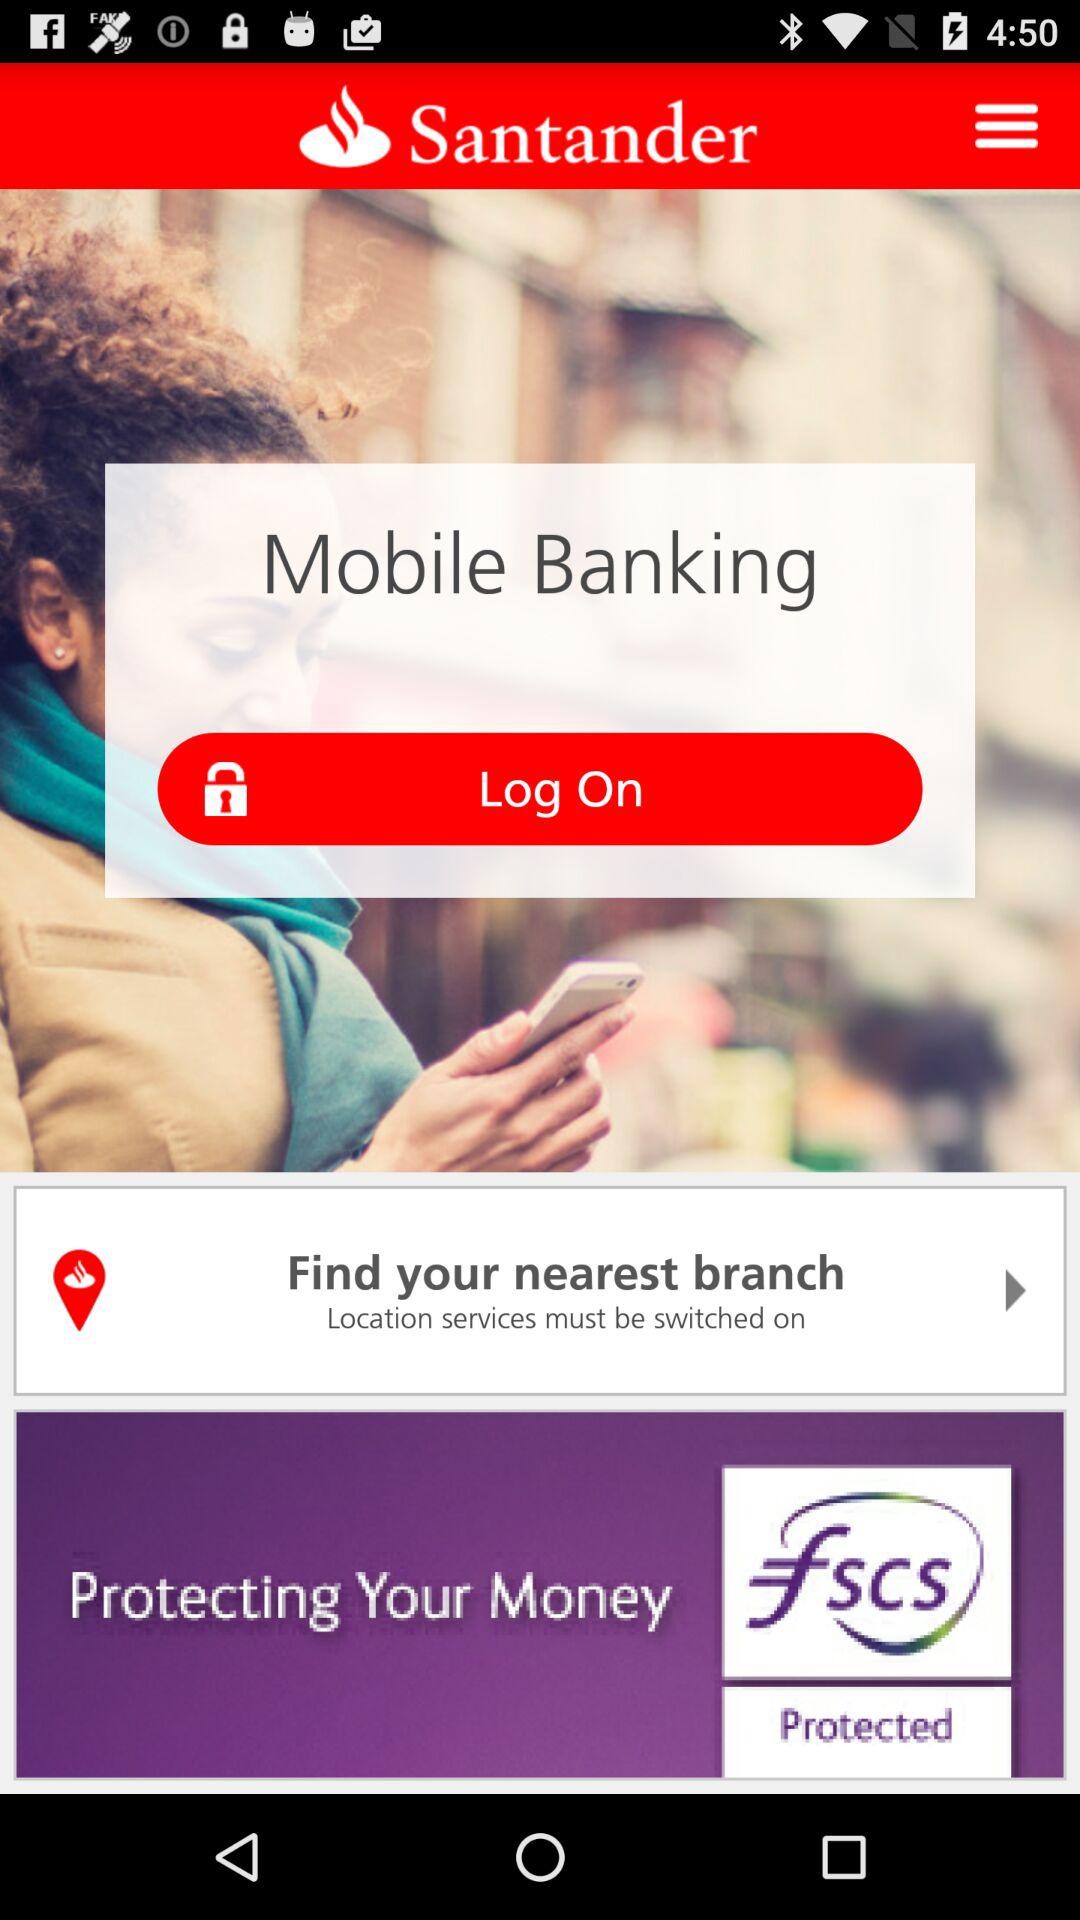 FAKE
4:50
Santander
Mobile Banking
Log On
Find your nearest branch
Location services must be switched on
Protecting Your Money
fscs
Protected